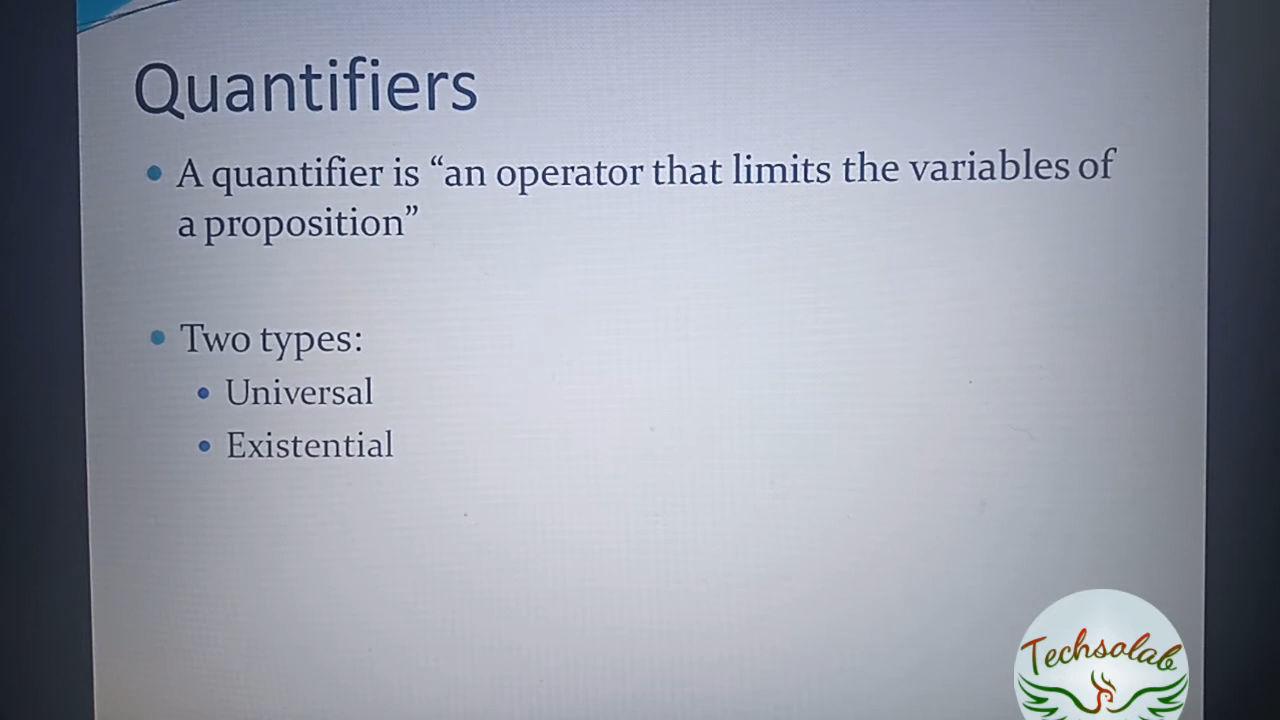 Quantifiers
• A quantifier is “an operator that limits the variables of
a proposition”
• Two types:
• Universal
• Existential
Techsolab